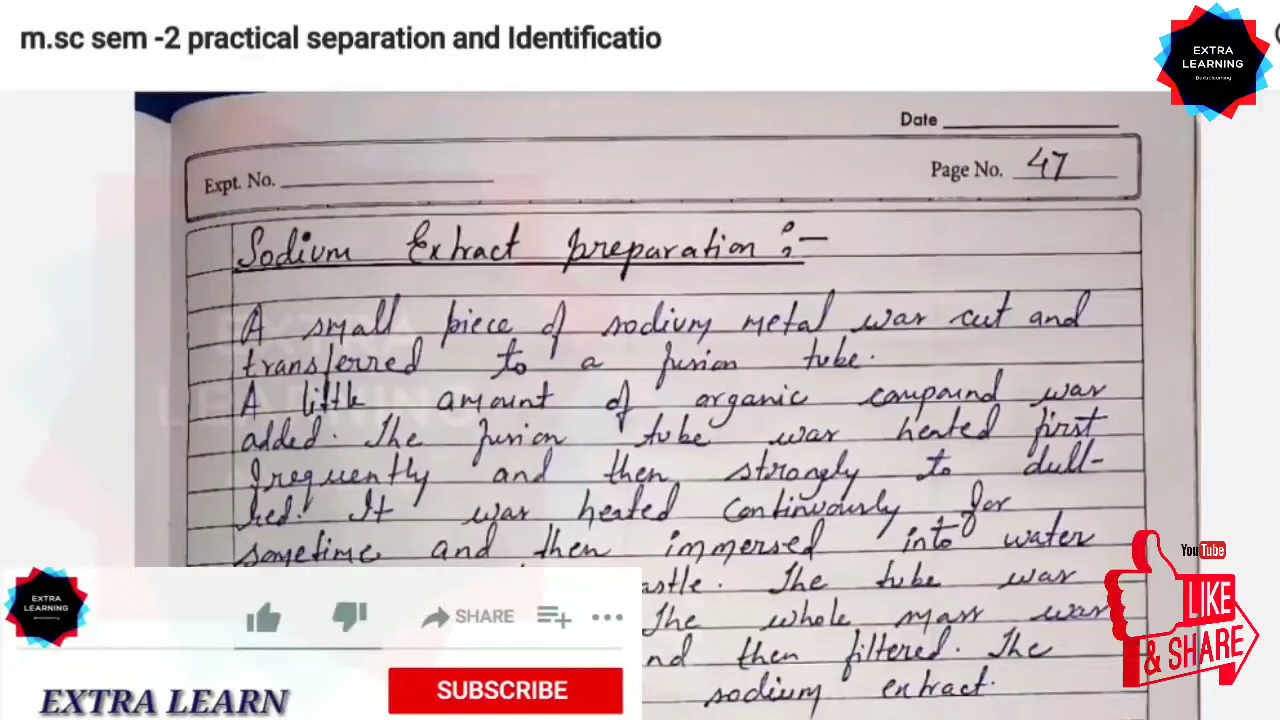 m.sc sem -2 practical separation and Identificatio
EXTRA
LEARNING
@extralearning
Date
Expt. No.
Page No. 47
Sodium Extract preparation :-
A small piece of sodium metal was cut and
transferred to a fusion tube.
A little amount of organic compound was
added. The fusion tube was heated first
frequently and then strongly to dull-
red. It was heated continuously for
sometime and then immersed into water
The tube was
The whole mass was
then filtered. The
sodium extract.
EXTRA
LEARNING
EXTRA
LEARNING
SHARE
EXTRA LEARN
SUBSCRIBE
YouTube
LIKE
& SHARE